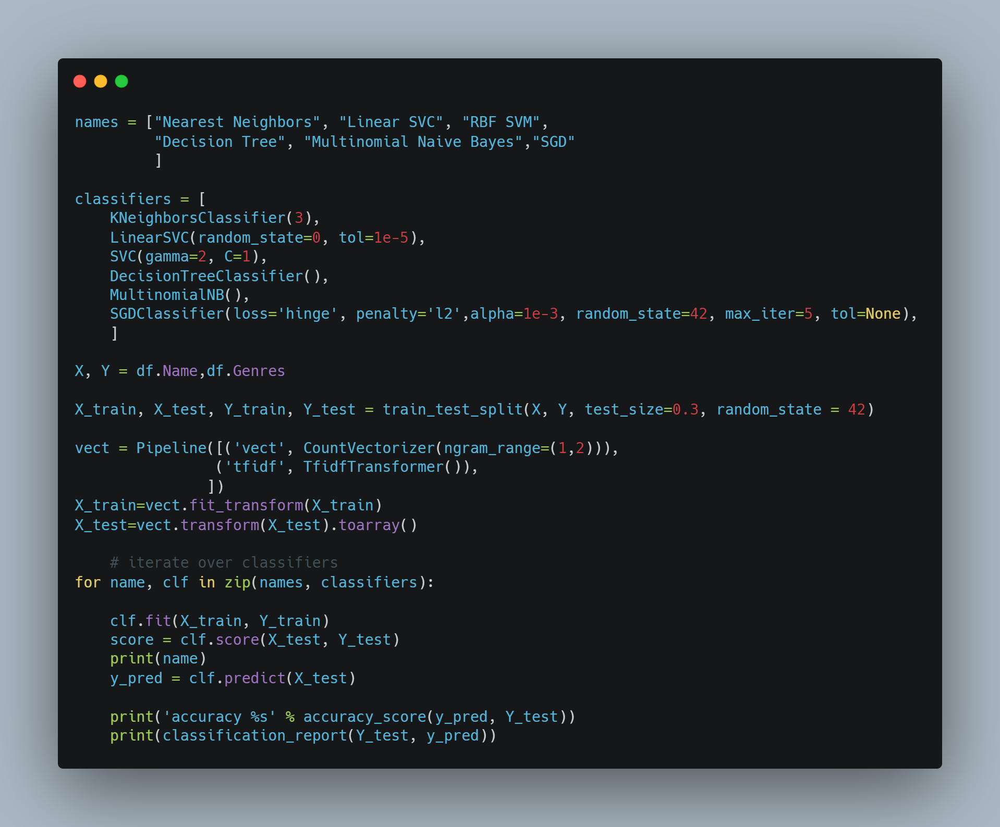 names = ["Nearest Neighbors", "Linear SVC", "RBF SVM",
         "Decision Tree", "Multinomial Naive Bayes","SGD"
         ]

classifiers = [
    KNeighborsClassifier(3),
    LinearSVC(random_state=0, tol=1e-5),
    SVC(gamma=2, C=1),
    DecisionTreeClassifier(),
    MultinomialNB(),
    SGDClassifier(loss='hinge', penalty='l2',alpha=1e-3, random_state=42, max_iter=5, tol=None),
    ]

X, Y = df.Name,df.Genres

X_train, X_test, Y_train, Y_test = train_test_split(X, Y, test_size=0.3, random_state = 42)

vect = Pipeline([('vect', CountVectorizer(ngram_range=(1,2))),
                ('tfidf', TfidfTransformer()),
               ])
X_train=vect.fit_transform(X_train)
X_test=vect.transform(X_test).toarray()

    # iterate over classifiers
for name, clf in zip(names, classifiers):

    clf.fit(X_train, Y_train)
    score = clf.score(X_test, Y_test)
    print(name)
    y_pred = clf.predict(X_test)

    print('accuracy %s' % accuracy_score(y_pred, Y_test))
    print(classification_report(Y_test, y_pred))